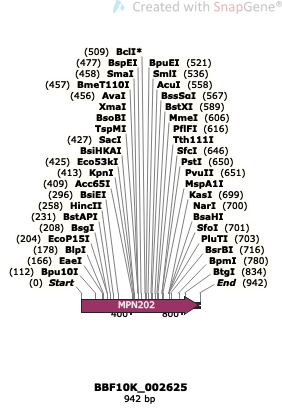 Created with SnapGene®
(509) BclI*
(477) BspEI BpuEI (521)
(458) SmaI SmlI (536)
(457) BmeT110I AcuI (558)
(456) AvaI BssSαI (567)
XmaI BstXI (589)
BsoBI MmeI (606)
TspMI PflFI (616)
(427) SacI Tth111I
BsiHKAI SfcI (646)
(425) Eco53kI PstI (650)
(413) KpnI PvuII (651)
(409) Acc65I MspA1I
(296) BsiEI KasI (699)
(258) HincII NarI (700)
(231) BstAPI BsaHI
(208) BsgI SfoI (701)
(204) EcoP15I PluTI (703)
(178) BlpI BsrBI (716)
(166) EaeI BpmI (780)
(112) Bpu10I BtgI (834)
(0) Start End (942)
MPN202
400 800
BBF10K_002625
942 bp